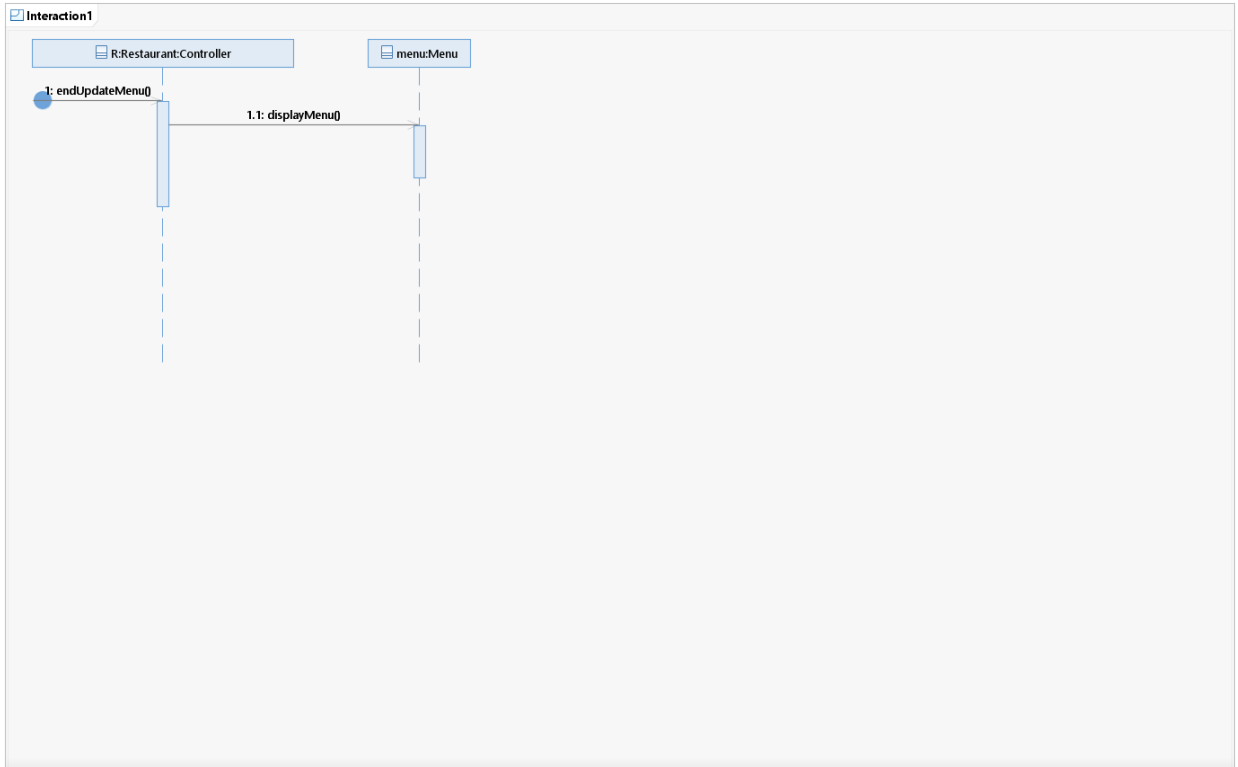 Interaction1
R:Restaurant:Controller
menu:Menu
1: endUpdateMenu()
1.1: displayMenu()